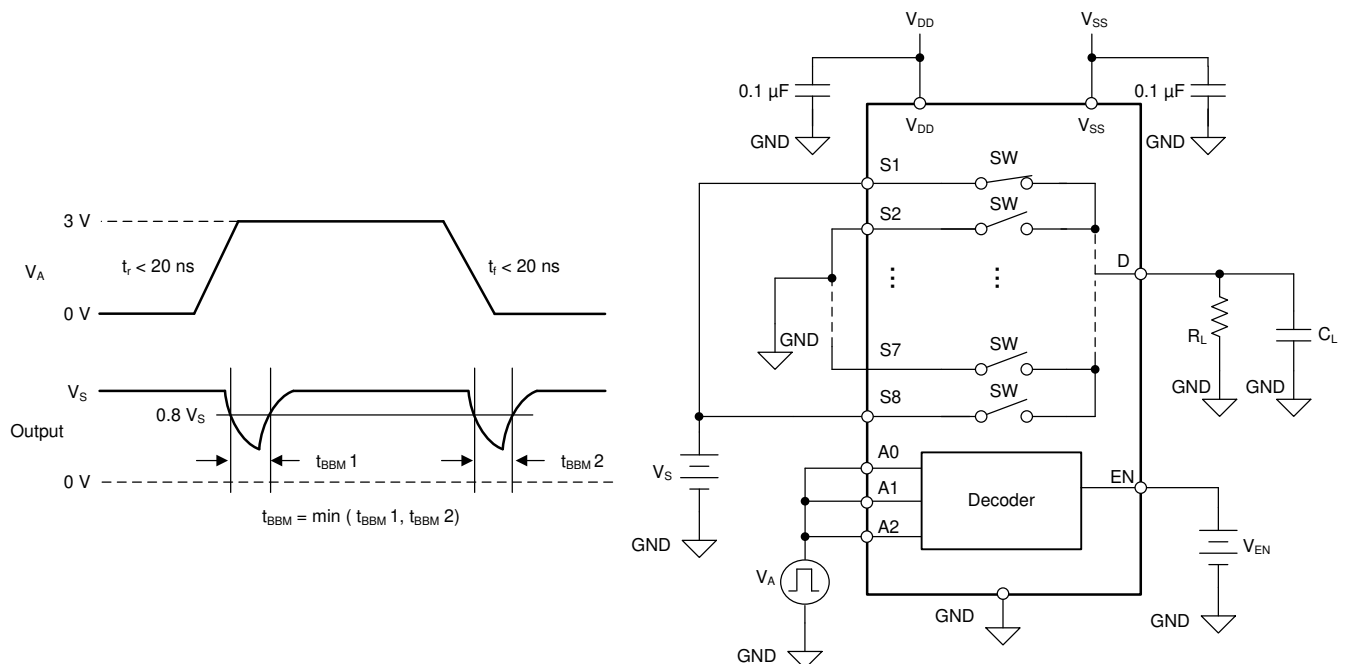 3 V
V_A
t_r < 20 ns
t_f < 20 ns
0 V
V_S
0.8 V_S
Output
t_BBM 1
t_BBM 2
0 V
t_BBM = min ( t_BBM 1, t_BBM 2)
V_DD
V_SS
0.1 µF
0.1 µF
V_DD
V_SS
GND
GND
S1
SW
S2
SW
...
...
D
GND
S7
SW
R_L
C_L
S8
SW
GND
GND
V_S
A0
A1
A2
Decoder
EN
GND
V_A
V_EN
GND
GND
GND